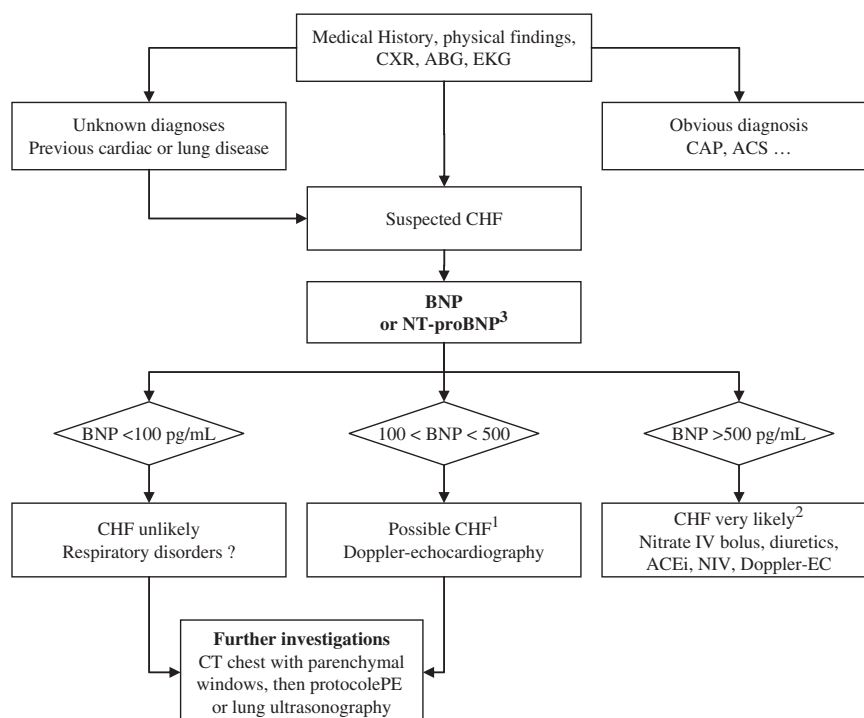 Medical History, physical findings,
CXR, ABG, EKG
Unknown diagnoses
Previous cardiac or lung disease
Obvious diagnosis
CAP, ACS …
Suspected CHF
BNP
or NT-proBNP3
BNP <100 pg/mL
100 < BNP < 500
BNP >500 pg/mL
CHF unlikely
Respiratory disorders ?
Possible CHF1
Doppler-echocardiography
CHF very likely2
Nitrate IV bolus, diuretics,
ACEi, NIV, Doppler-EC
Further investigations
CT chest with parenchymal
windows, then protocolePE
or lung ultrasonography